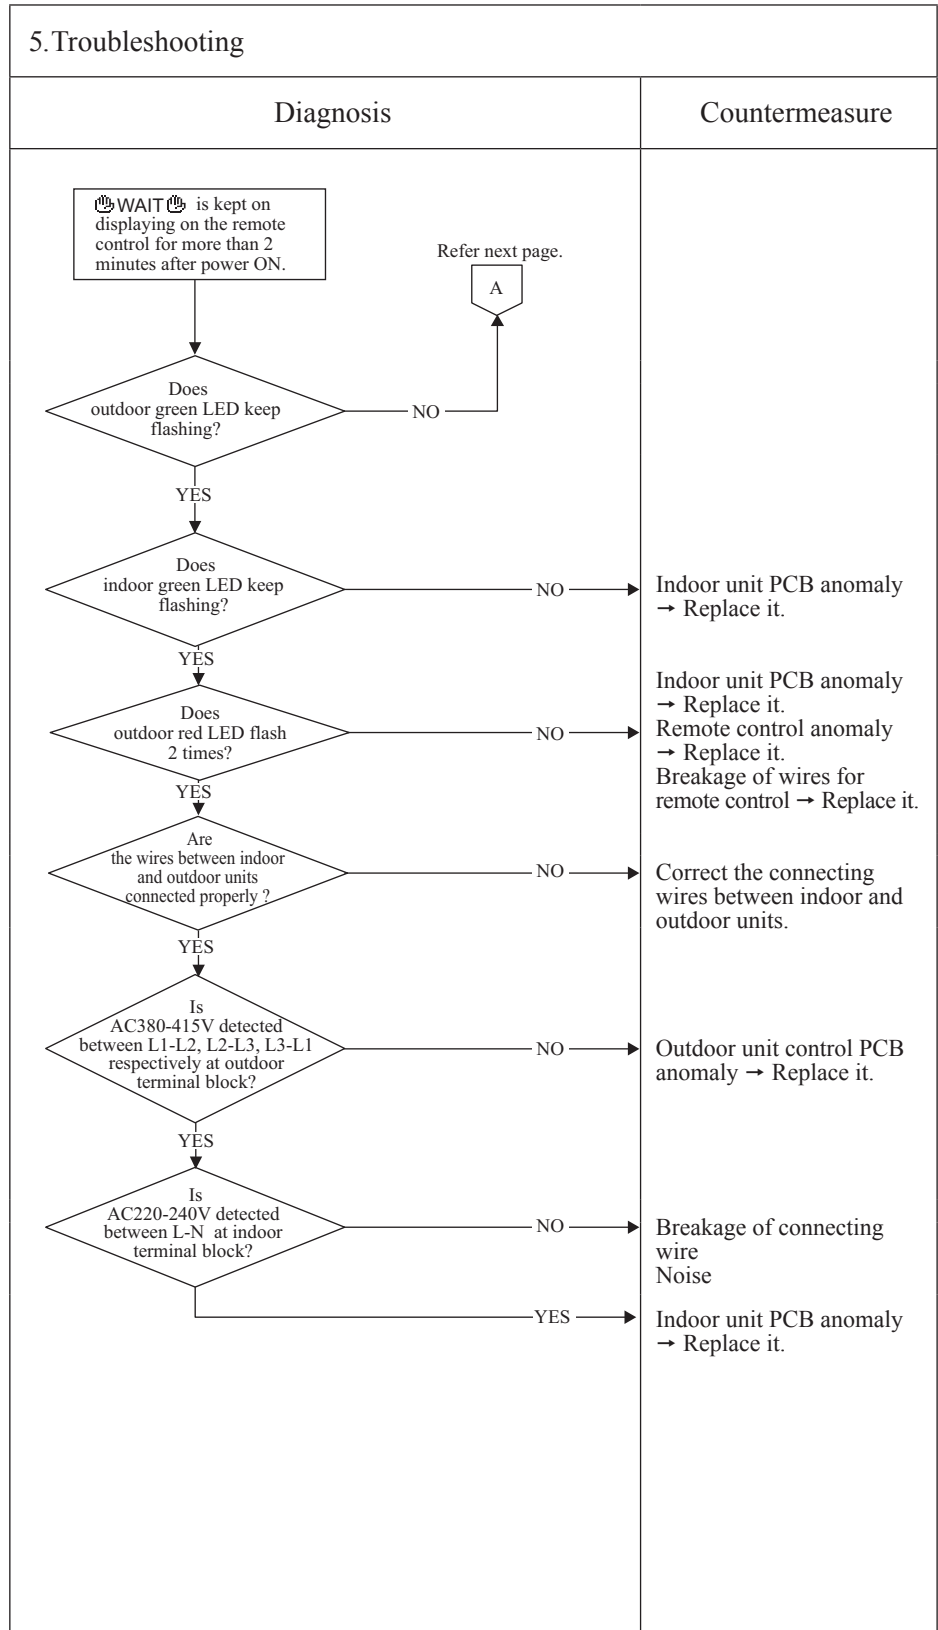 5.Troubleshooting
Diagnosis
Countermeasure
WAIT is kept on
displaying on the remote
control for more than 2
minutes after power ON.
Refer next page.
A
Does
outdoor green LED keep
flashing?
NO
YES
Does
indoor green LED keep
flashing?
NO
Indoor unit PCB anomaly
→ Replace it.
YES
Does
outdoor red LED flash
2 times?
NO
Indoor unit PCB anomaly
→ Replace it.
Remote control anomaly
→ Replace it.
Breakage of wires for
remote control → Replace it.
YES
Are
the wires between indoor
and outdoor units
connected properly ?
NO
Correct the connecting
wires between indoor and
outdoor units.
YES
Is
AC380-415V detected
between L1-L2, L2-L3, L3-L1
respectively at outdoor
terminal block?
NO
Outdoor unit control PCB
anomaly → Replace it.
YES
Is
AC220-240V detected
between L-N at indoor
terminal block?
NO
Breakage of connecting
wire
Noise
YES
Indoor unit PCB anomaly
→ Replace it.